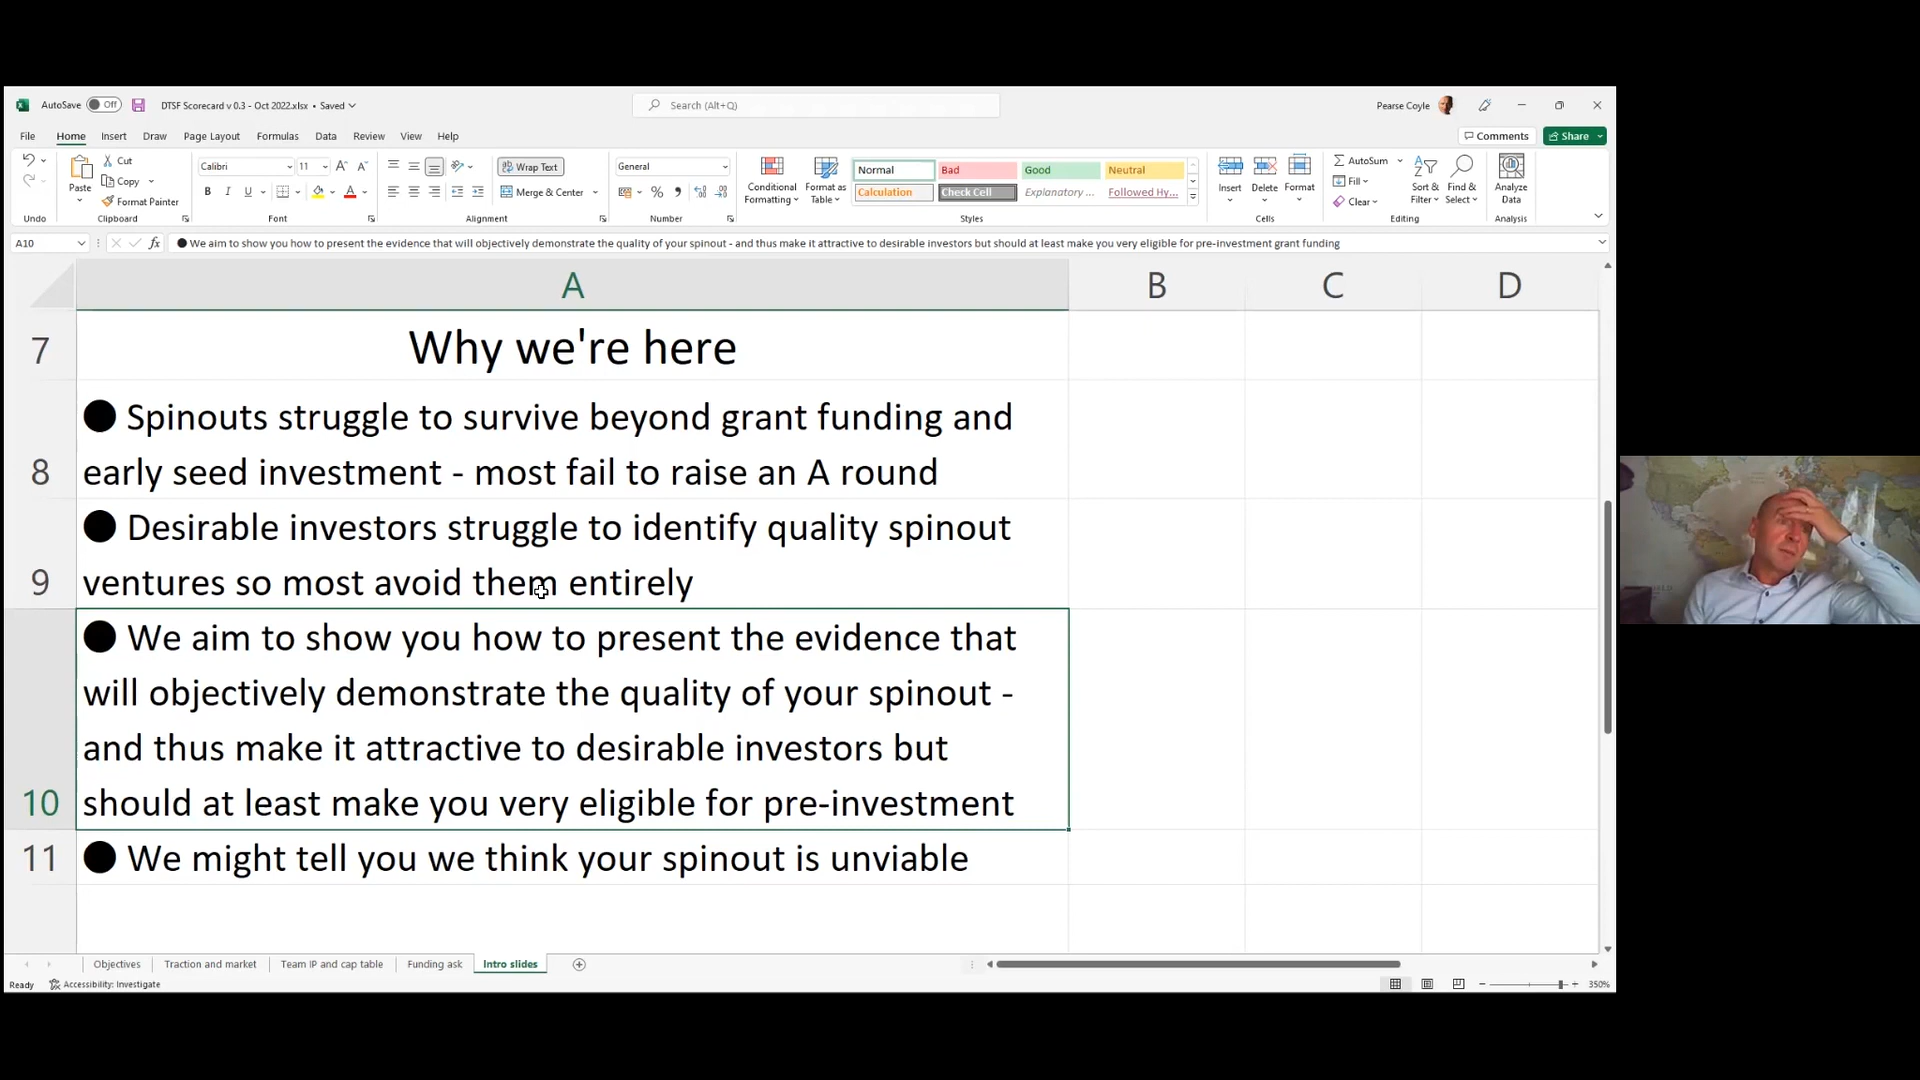 AutoSave Off DTSF Scorecard v 0.3 - Oct 2022.xlsx • Saved Search (Alt+Q) Pearse Coyle
File Home Insert Draw Page Layout Formulas Data Review View Help Comments Share
Paste Cut Copy Format Painter
Calibri 11 Wrap Text Merge & Center General
B I U
Conditional Formatting Format as Table
Normal Bad Good Neutral
Calculation Check Cell Explanatory ... Followed Hy...
Insert Delete Format
AutoSum Fill Clear Sort & Filter Find & Select Analyze Data
Undo Clipboard Font Alignment Number Styles Cells Editing Analysis
A10 fx ● We aim to show you how to present the evidence that will objectively demonstrate the quality of your spinout - and thus make it attractive to desirable investors but should at least make you very eligible for pre-investment grant funding
A B C D
7 Why we're here
● Spinouts struggle to survive beyond grant funding and
8 early seed investment - most fail to raise an A round
● Desirable investors struggle to identify quality spinout
9 ventures so most avoid them entirely
● We aim to show you how to present the evidence that
will objectively demonstrate the quality of your spinout -
and thus make it attractive to desirable investors but
10 should at least make you very eligible for pre-investment
11 ● We might tell you we think your spinout is unviable
Objectives Traction and market Team IP and cap table Funding ask Intro slides
Ready Accessibility: Investigate 350%